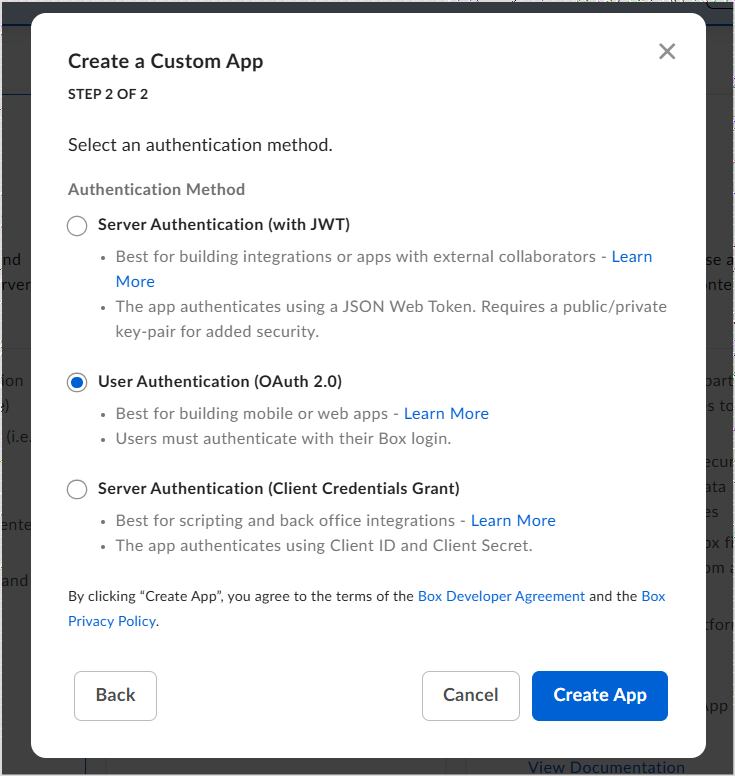 Create a Custom App
STEP 2 OF 2
Select an authentication method.
Authentication Method
Server Authentication (with JWT)
• Best for building integrations or apps with external collaborators - Learn
More
• The app authenticates using a JSON Web Token. Requires a public/private
key-pair for added security.
User Authentication (OAuth 2.0)
• Best for building mobile or web apps - Learn More
• Users must authenticate with their Box login.
Server Authentication (Client Credentials Grant)
• Best for scripting and back office integrations - Learn More
• The app authenticates using Client ID and Client Secret.
By clicking “Create App”, you agree to the terms of the Box Developer Agreement and the Box
Privacy Policy.
Back
Cancel
Create App
View Documentation